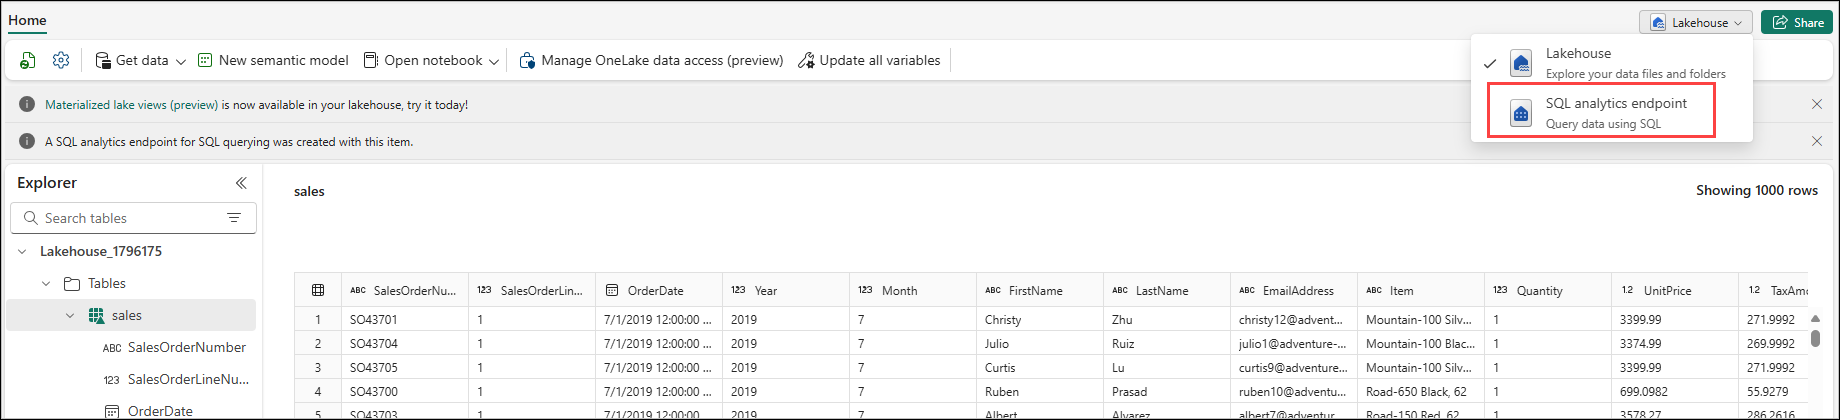 Home
Lakehouse
Share
Get data
New semantic model
Open notebook
Manage OneLake data access (preview)
Update all variables
Lakehouse
Explore your data files and folders
SQL analytics endpoint
Query data using SQL
Materialized lake views (preview) is now available in your lakehouse, try it today!
A SQL analytics endpoint for SQL querying was created with this item.
Explorer
Search tables
Lakehouse_1796175
Tables
sales
ABC SalesOrderNumber
123 SalesOrderLineNu...
OrderDate
sales
Showing 1000 rows
ABC SalesOrderNu... 123 SalesOrderLin... OrderDate 123 Year 123 Month ABC FirstName ABC LastName ABC EmailAddress ABC Item 123 Quantity 1.2 UnitPrice 1.2 TaxAmo
1 SO43701 1 7/1/2019 12:00:00 ... 2019 7 Christy Zhu christy12@advent... Mountain-100 Silv... 1 3399.99 271.9992
2 SO43704 1 7/1/2019 12:00:00 ... 2019 7 Julio Ruiz julio1@adventure-... Mountain-100 Blac... 1 3374.99 269.9992
3 SO43705 1 7/1/2019 12:00:00 ... 2019 7 Curtis Lu curtis9@adventur... Mountain-100 Silv... 1 3399.99 271.9992
4 SO43700 1 7/1/2019 12:00:00 ... 2019 7 Ruben Prasad ruben10@adventu... Road-650 Black, 62 1 699.0982 55.9279
5 SO43703 1 7/1/2019 12:00:00 2019 7 Albert Alvarez albert7@adventur Road-150 Red, 62 1 3578.27 286.2616